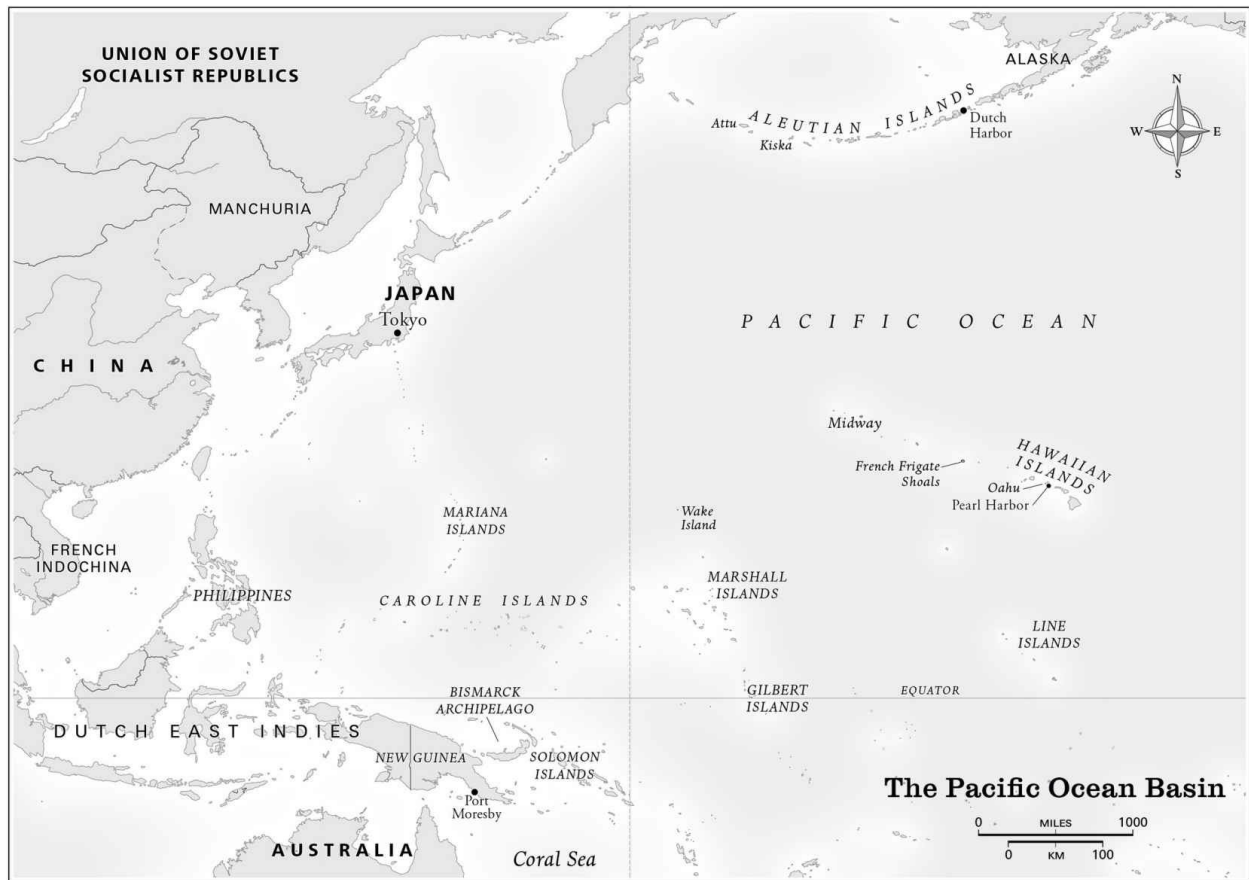 UNION OF SOVIET
SOCIALIST REPUBLICS
ALASKA
N
W E
S
ALEUTIAN ISLANDS
Attu
Kiska
Dutch
Harbor
MANCHURIA
JAPAN
Tokyo
PACIFIC OCEAN
CHINA
Midway
HAWAIIAN
ISLANDS
French Frigate
Shoals
Oahu
Pearl Harbor
MARIANA
ISLANDS
Wake
Island
FRENCH
INDOCHINA
PHILIPPINES
CAROLINE ISLANDS
MARSHALL
ISLANDS
LINE
ISLANDS
BISMARCK
ARCHIPELAGO
GILBERT
ISLANDS
EQUATOR
DUTCH EAST INDIES
NEW GUINEA
SOLOMON
ISLANDS
Port
Moresby
AUSTRALIA
Coral Sea
The Pacific Ocean Basin
0 MILES 1000
0 KM 100